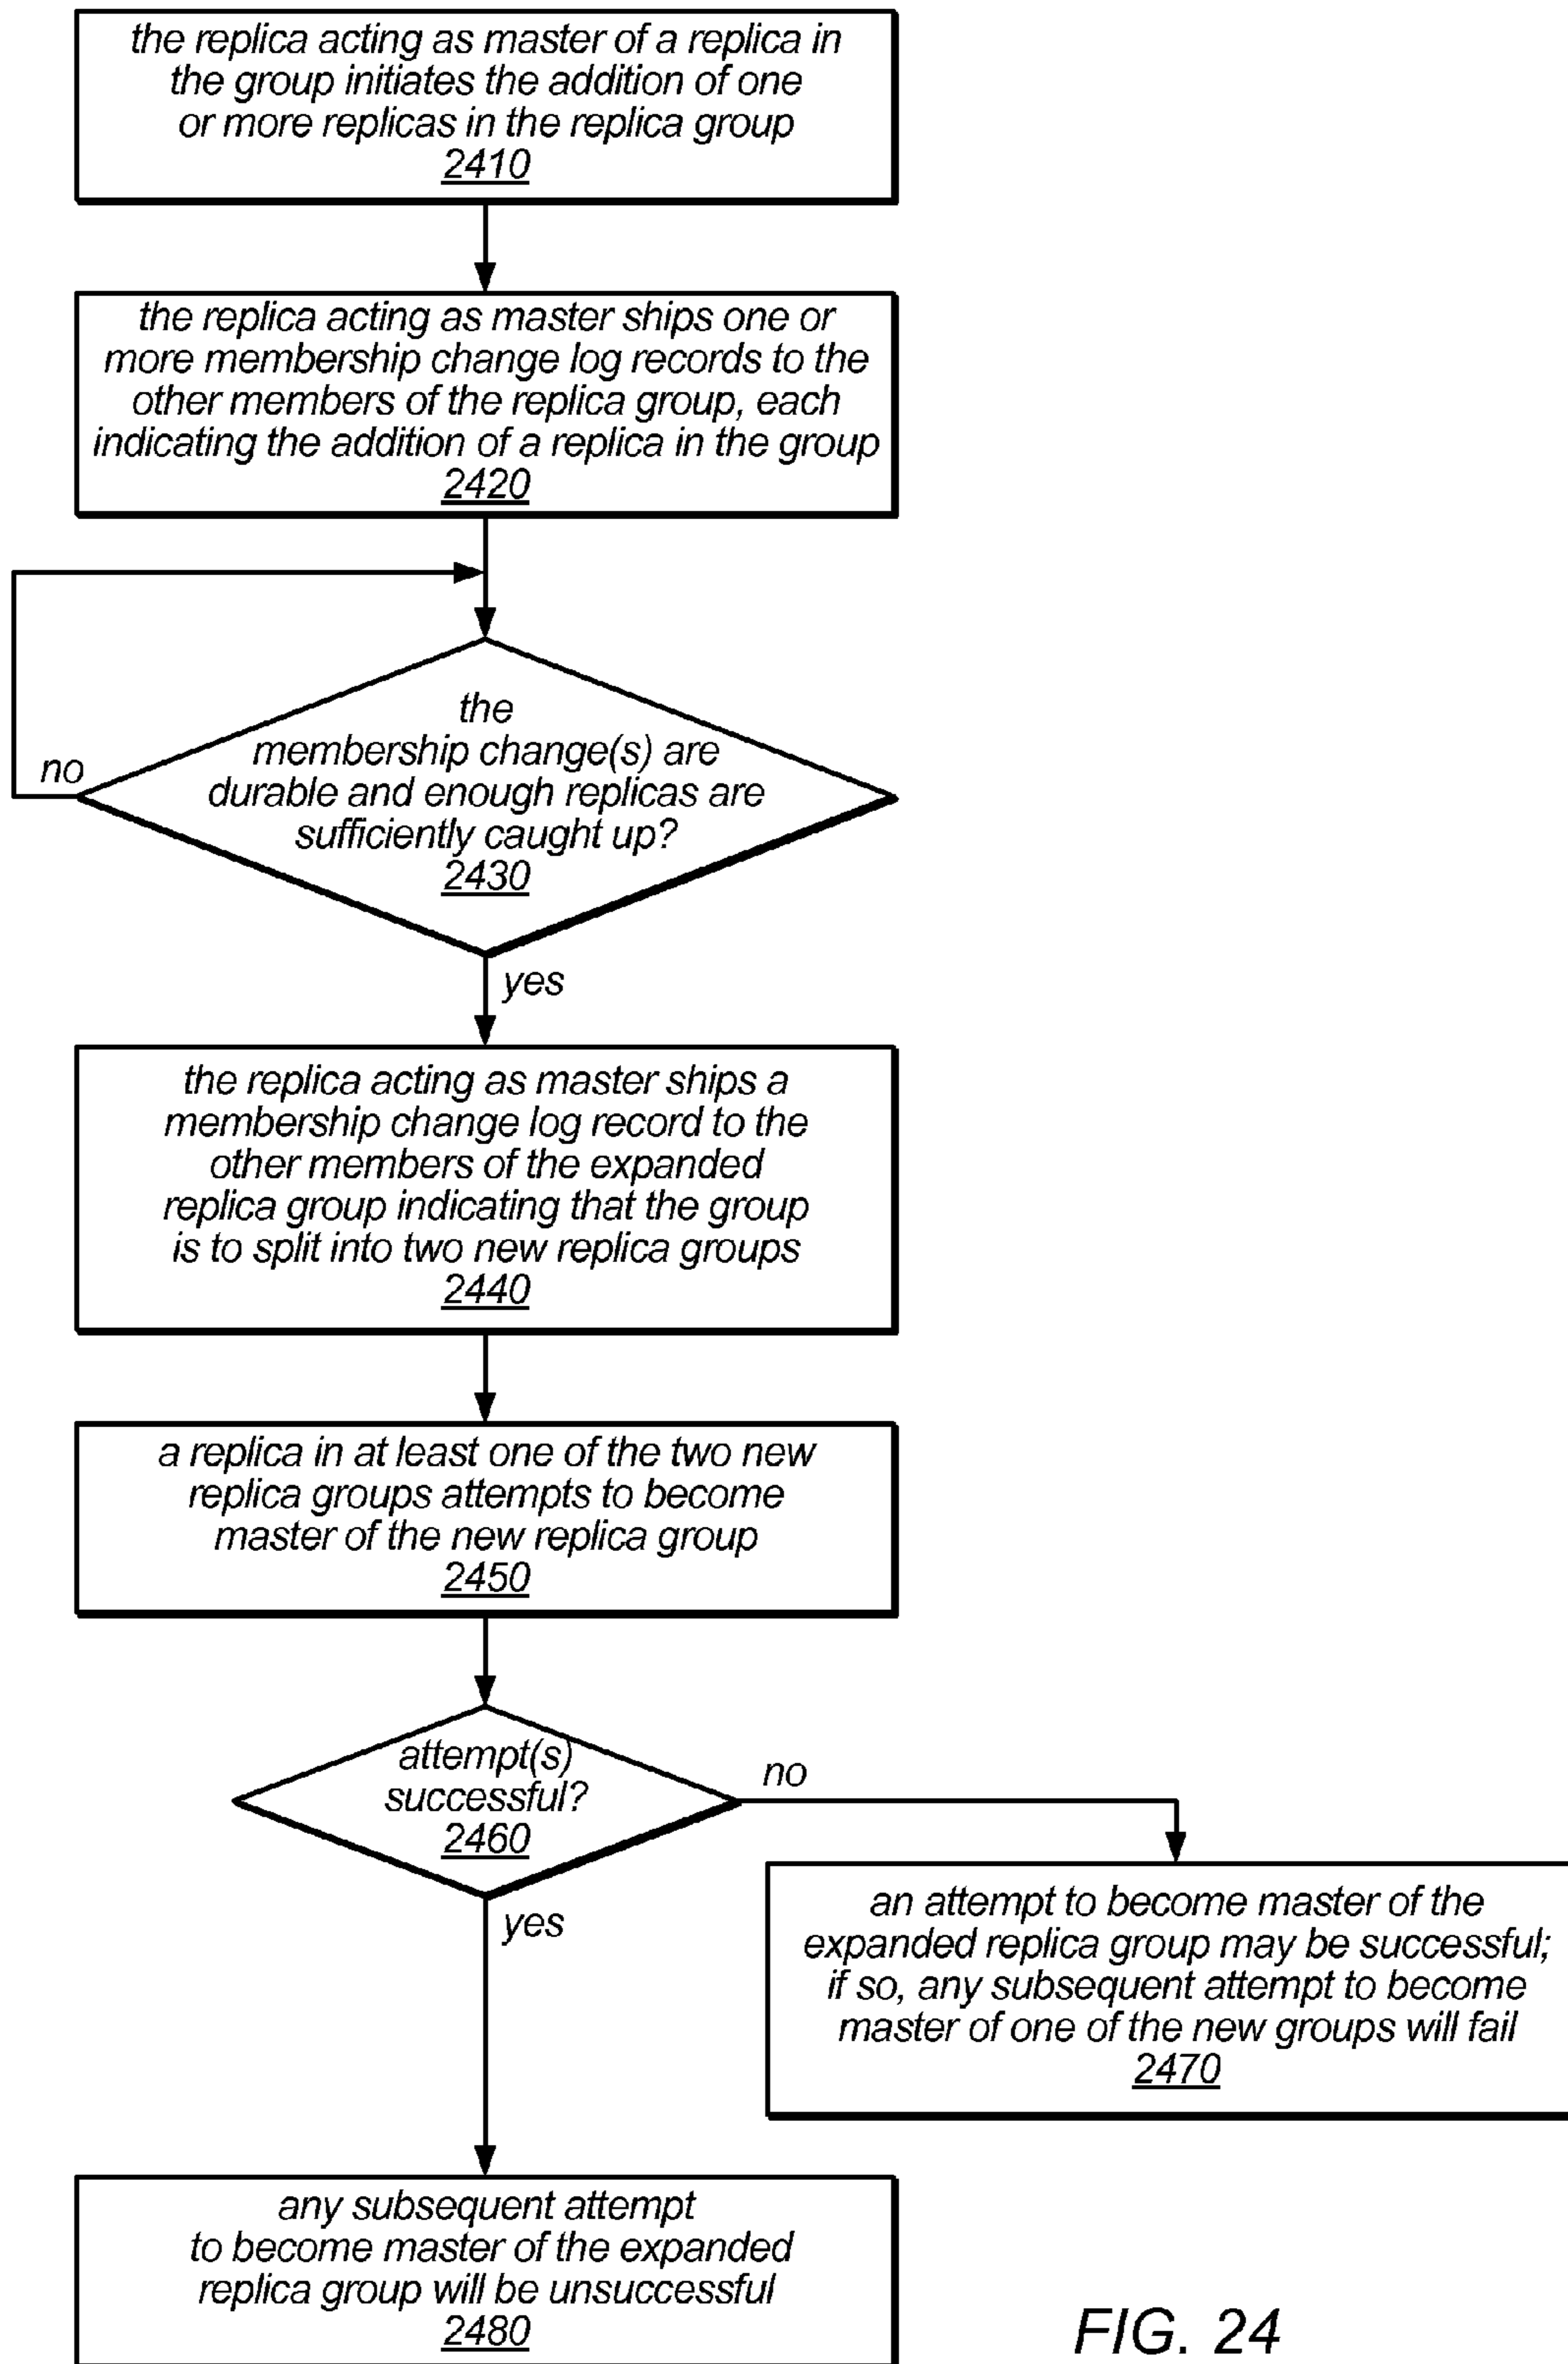 the replica acting as master of a replica in
the group initiates the addition of one
or more replicas in the replica group
2410
the replica acting as master ships one or
more membership change log records to the
other members of the replica group, each
indicating the addition of a replica in the group
2420
the
membership change(s) are
durable and enough replicas are
sufficiently caught up?
2430
no
yes
the replica acting as master ships a
membership change log record to the
other members of the expanded
replica group indicating that the group
is to split into two new replica groups
2440
a replica in at least one of the two new
replica groups attempts to become
master of the new replica group
2450
attempt(s)
successful?
2460
no
yes
an attempt to become master of the
expanded replica group may be successful;
if so, any subsequent attempt to become
master of one of the new groups will fail
2470
any subsequent attempt
to become master of the expanded
replica group will be unsuccessful
2480
FIG. 24